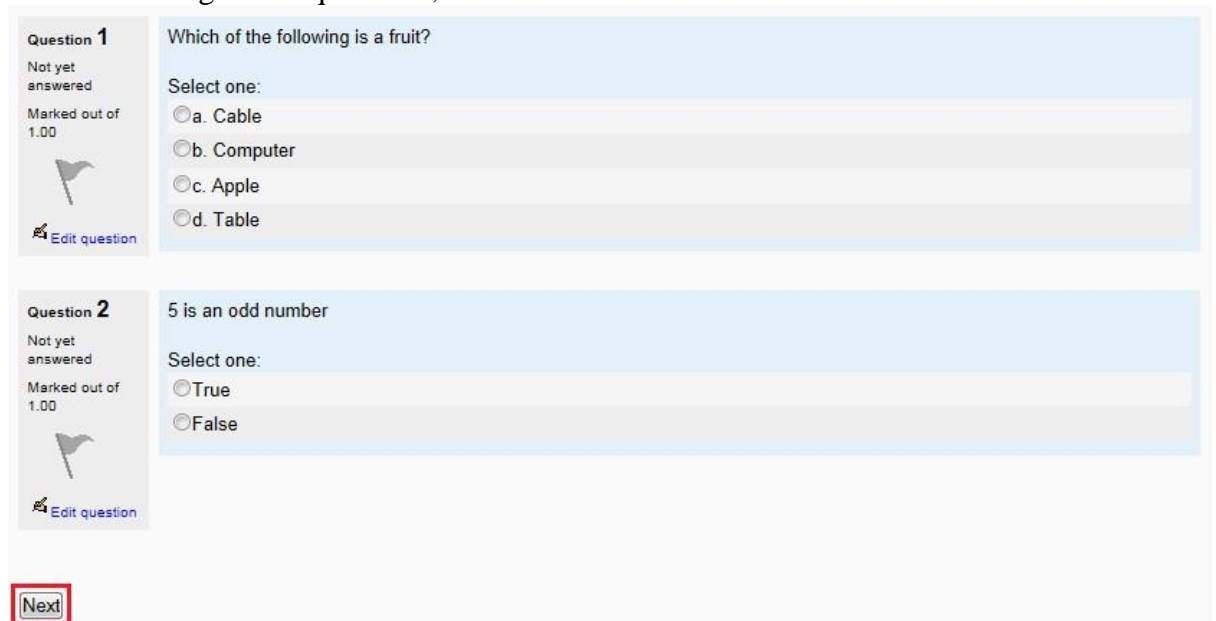 Question 1
Not yet
answered
Marked out of
1.00
Edit question
Which of the following is a fruit?
Select one:
a. Cable
b. Computer
c. Apple
d. Table
Question 2
Not yet
answered
Marked out of
1.00
Edit question
5 is an odd number
Select one:
True
False
Next